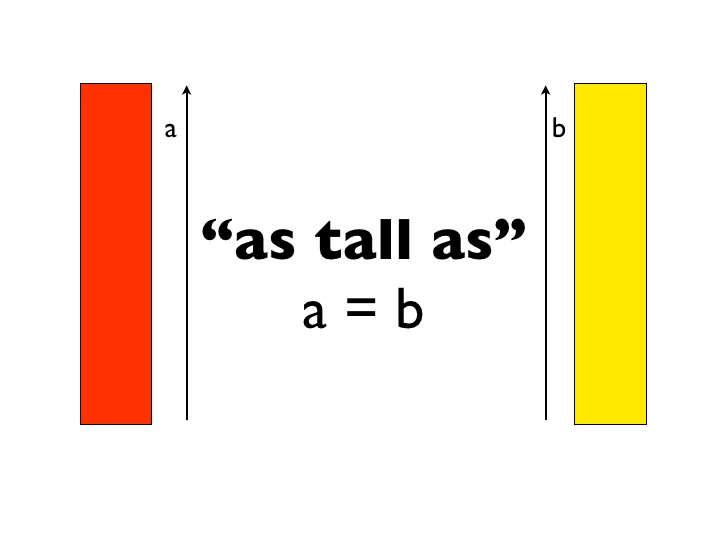 a
b
“as tall as”
a = b